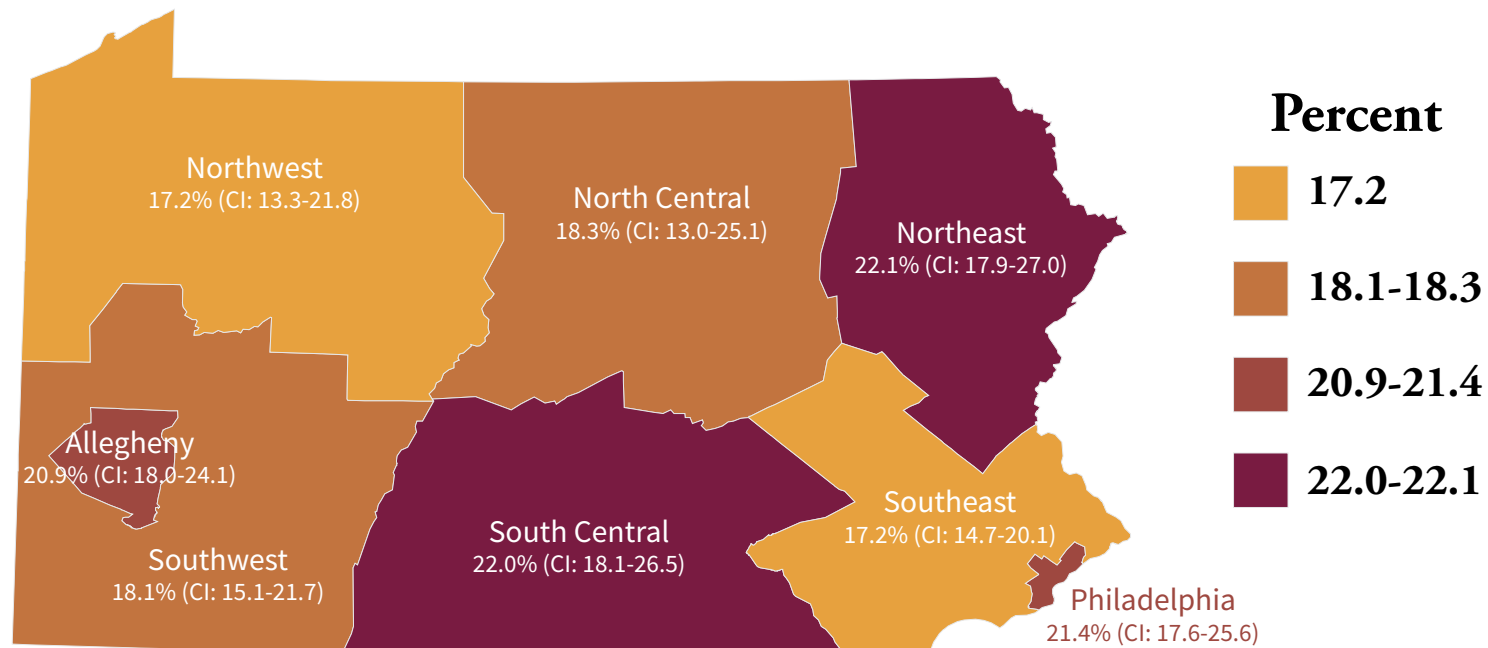 Northwest
17.2% (CI: 13.3-21.8)
North Central
18.3% (CI: 13.0-25.1)
Northeast
22.1% (CI: 17.9-27.0)
Allegheny
20.9% (CI: 18.0-24.1)
Southwest
18.1% (CI: 15.1-21.7)
South Central
22.0% (CI: 18.1-26.5)
Southeast
17.2% (CI: 14.7-20.1)
Philadelphia
21.4% (CI: 17.6-25.6)
Percent
17.2
18.1-18.3
20.9-21.4
22.0-22.1